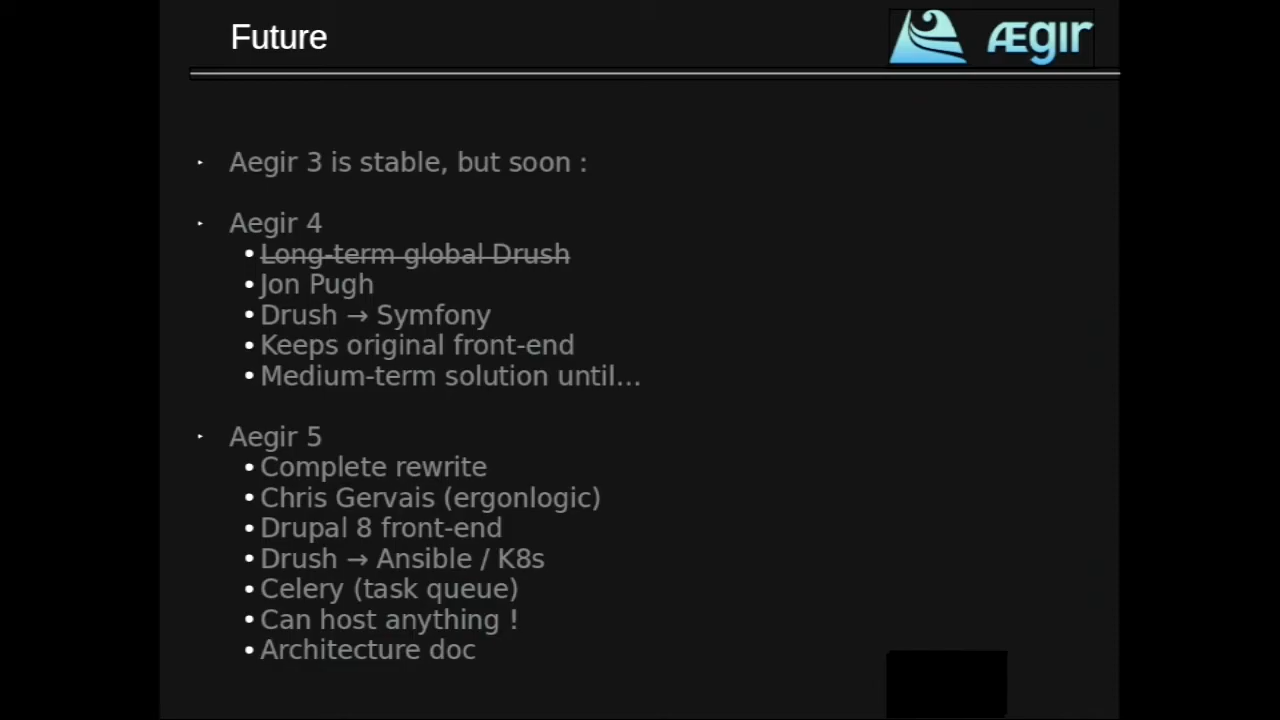 Future
ÆgIr
Aegir 3 is stable, but soon :
Aegir 4
Long-term global Drush
Jon Pugh
Drush → Symfony
Keeps original front-end
Medium-term solution until...
Aegir 5
Complete rewrite
Chris Gervais (ergonlogic)
Drupal 8 front-end
Drush → Ansible / K8s
Celery (task queue)
Can host anything !
Architecture doc